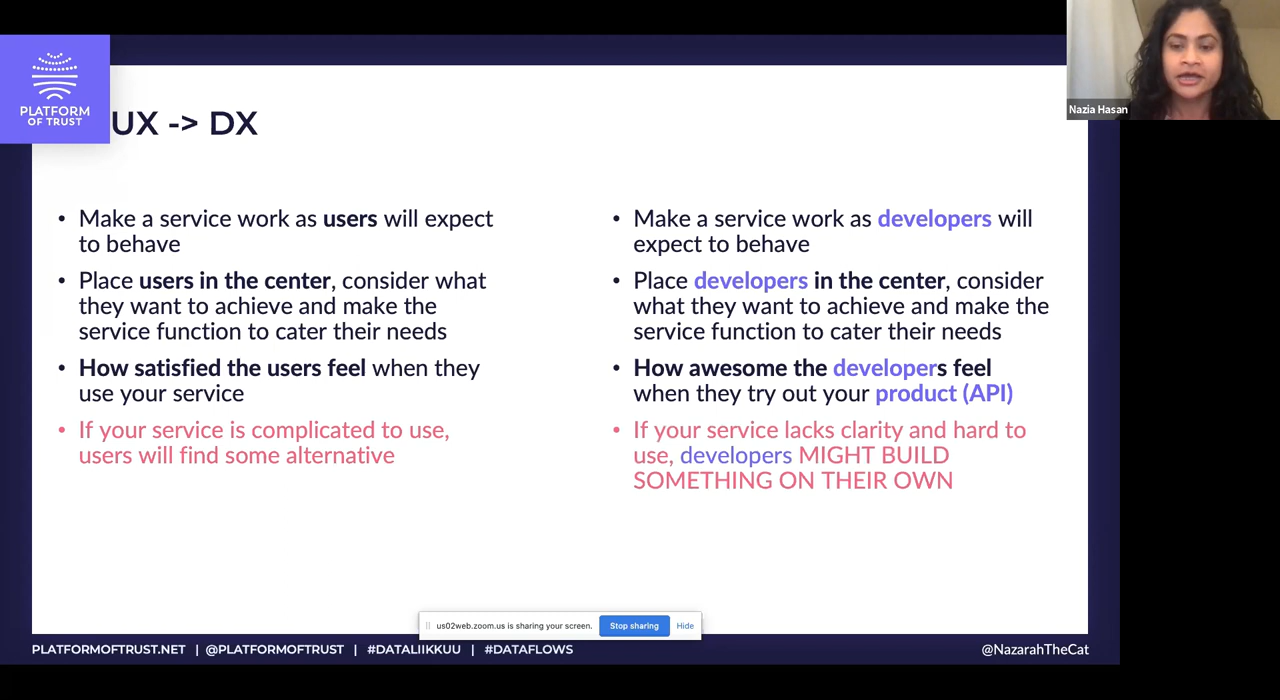 PLATFORM
OF TRUST
UX -> DX
• Make a service work as users will expect
to behave
• Place users in the center, consider what
they want to achieve and make the
service function to cater their needs
• How satisfied the users feel when they
use your service
• If your service is complicated to use,
users will find some alternative
• Make a service work as developers will
expect to behave
• Place developers in the center, consider
what they want to achieve and make the
service function to cater their needs
• How awesome the developers feel
when they try out your product (API)
• If your service lacks clarity and hard to
use, developers MIGHT BUILD
SOMETHING ON THEIR OWN
Nazia Hasan
us02web.zoom.us is sharing your screen. Stop sharing Hide
PLATFORMOFTRUST.NET | @PLATFORMOFTRUST | #DATALIIKKUU | #DATAFLOWS
@NazarahTheCat